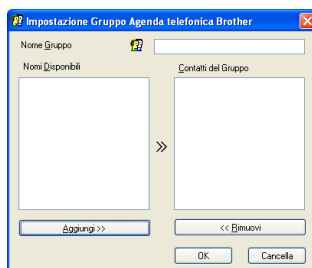 Impostazione Gruppo Agenda telefonica Brother
Nome Gruppo
Nomi Disponibili
Contatti del Gruppo
>>
Aggiungi >>
<< Rimuovi
OK
Cancella